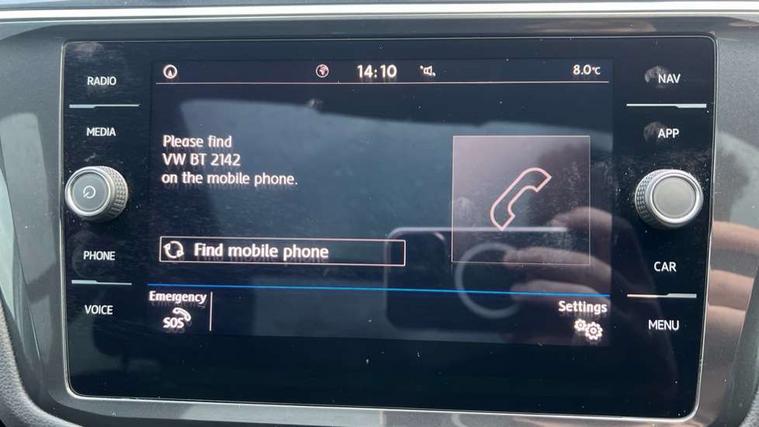 RADIO
MEDIA
PHONE
VOICE
14:10
8.0°C
Please find
VW BT 2142
on the mobile phone.
Find mobile phone
Emergency
SOS
Settings
NAV
APP
CAR
MENU